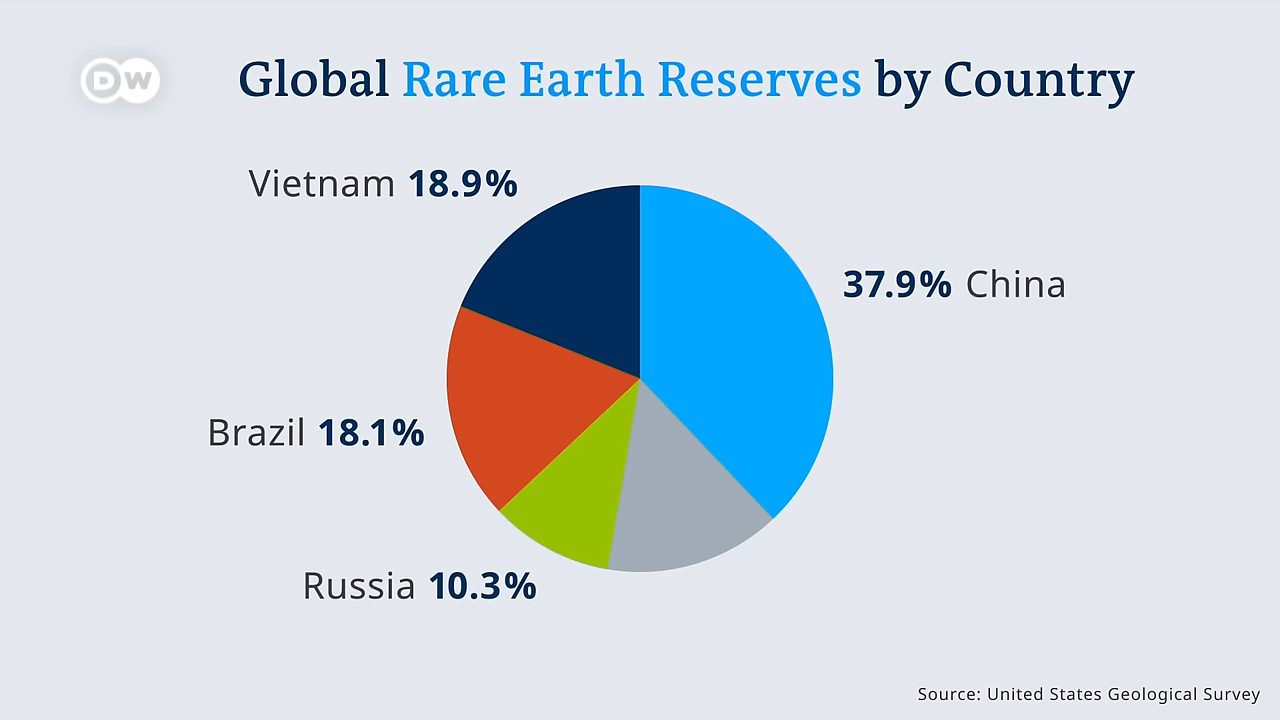 DW
Global Rare Earth Reserves by Country
Vietnam 18.9%
37.9% China
Brazil 18.1%
Russia 10.3%
Source: United States Geological Survey